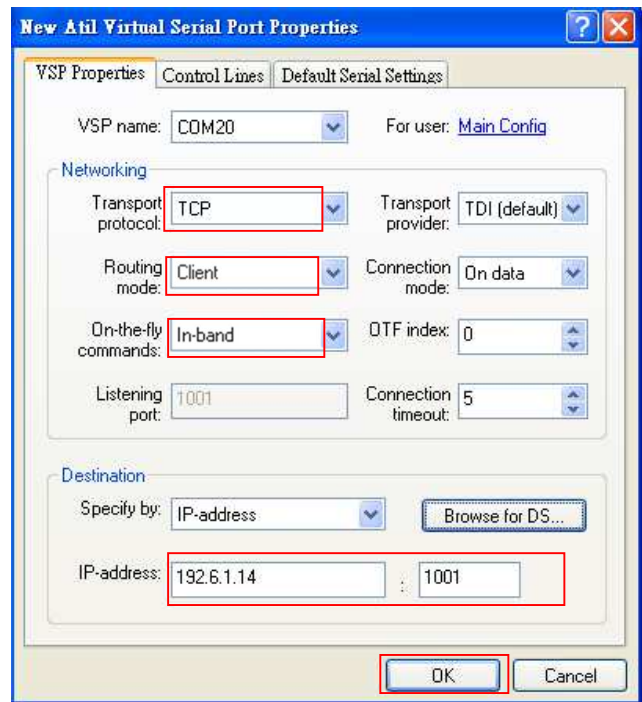 New Atil Virtual Serial Port Properties
VSP Properties Control Lines Default Serial Settings
VSP name: COM20 For user: Main Config
Networking
Transport protocol: TCP Transport provider: TDI (default)
Routing mode: Client Connection mode: On data
On-the-fly commands: In-band OTF index: 0
Listening port: 1001 Connection timeout: 5
Destination
Specify by: IP-address Browse for DS...
IP-address: 192.6.1.14 : 1001
OK Cancel